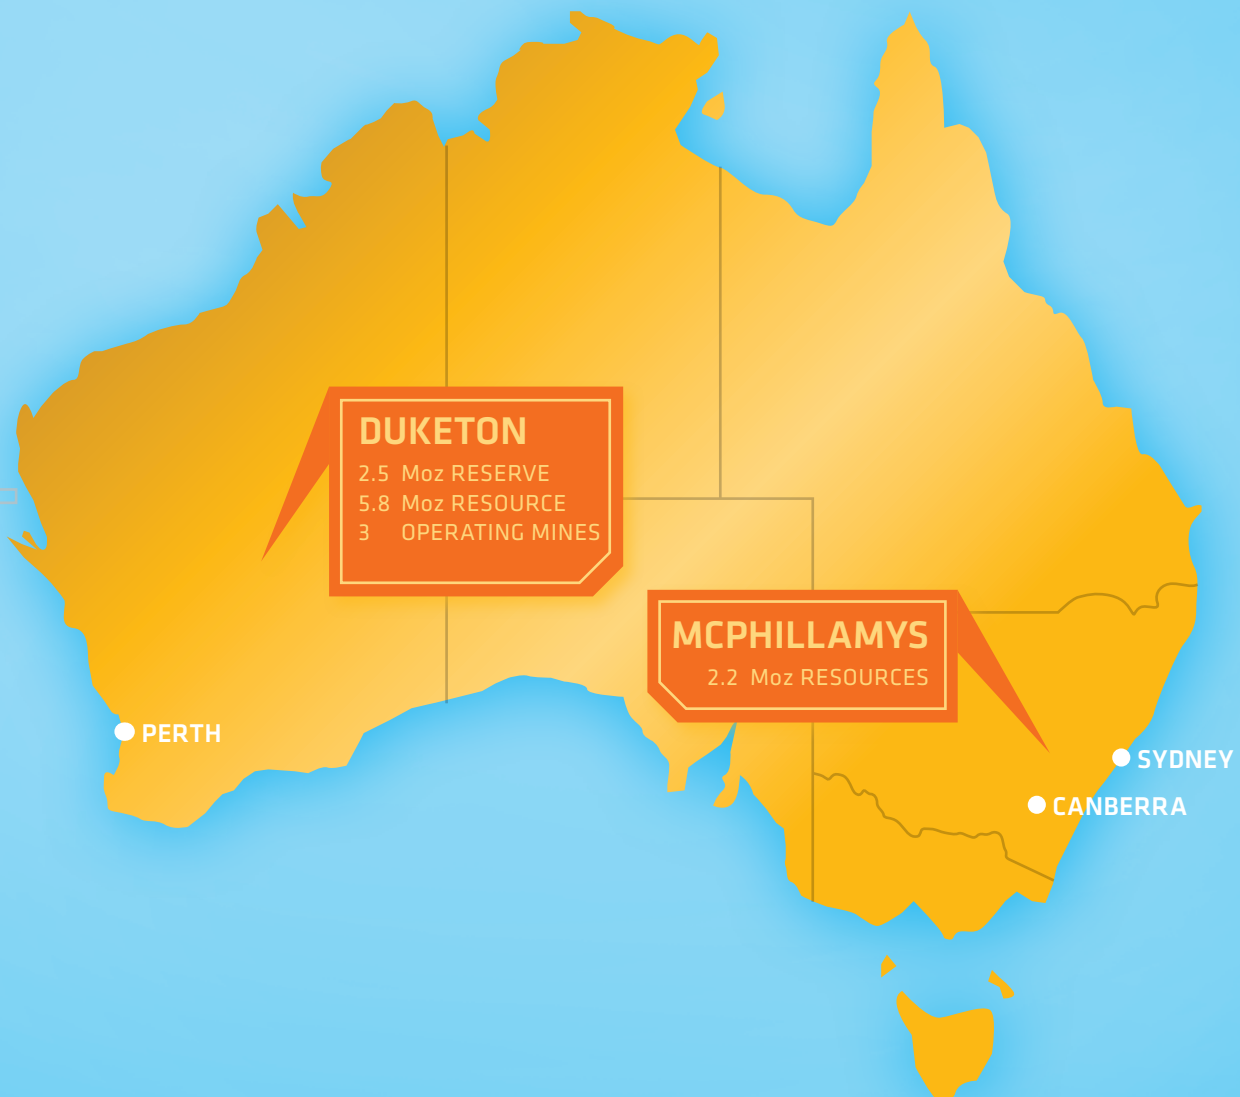 DUKETON
2.5 Moz RESERVE
5.8 Moz RESOURCE
3 OPERATING MINES
MCPHILLAMYS
2.2 Moz RESOURCES
PERTH
SYDNEY
CANBERRA